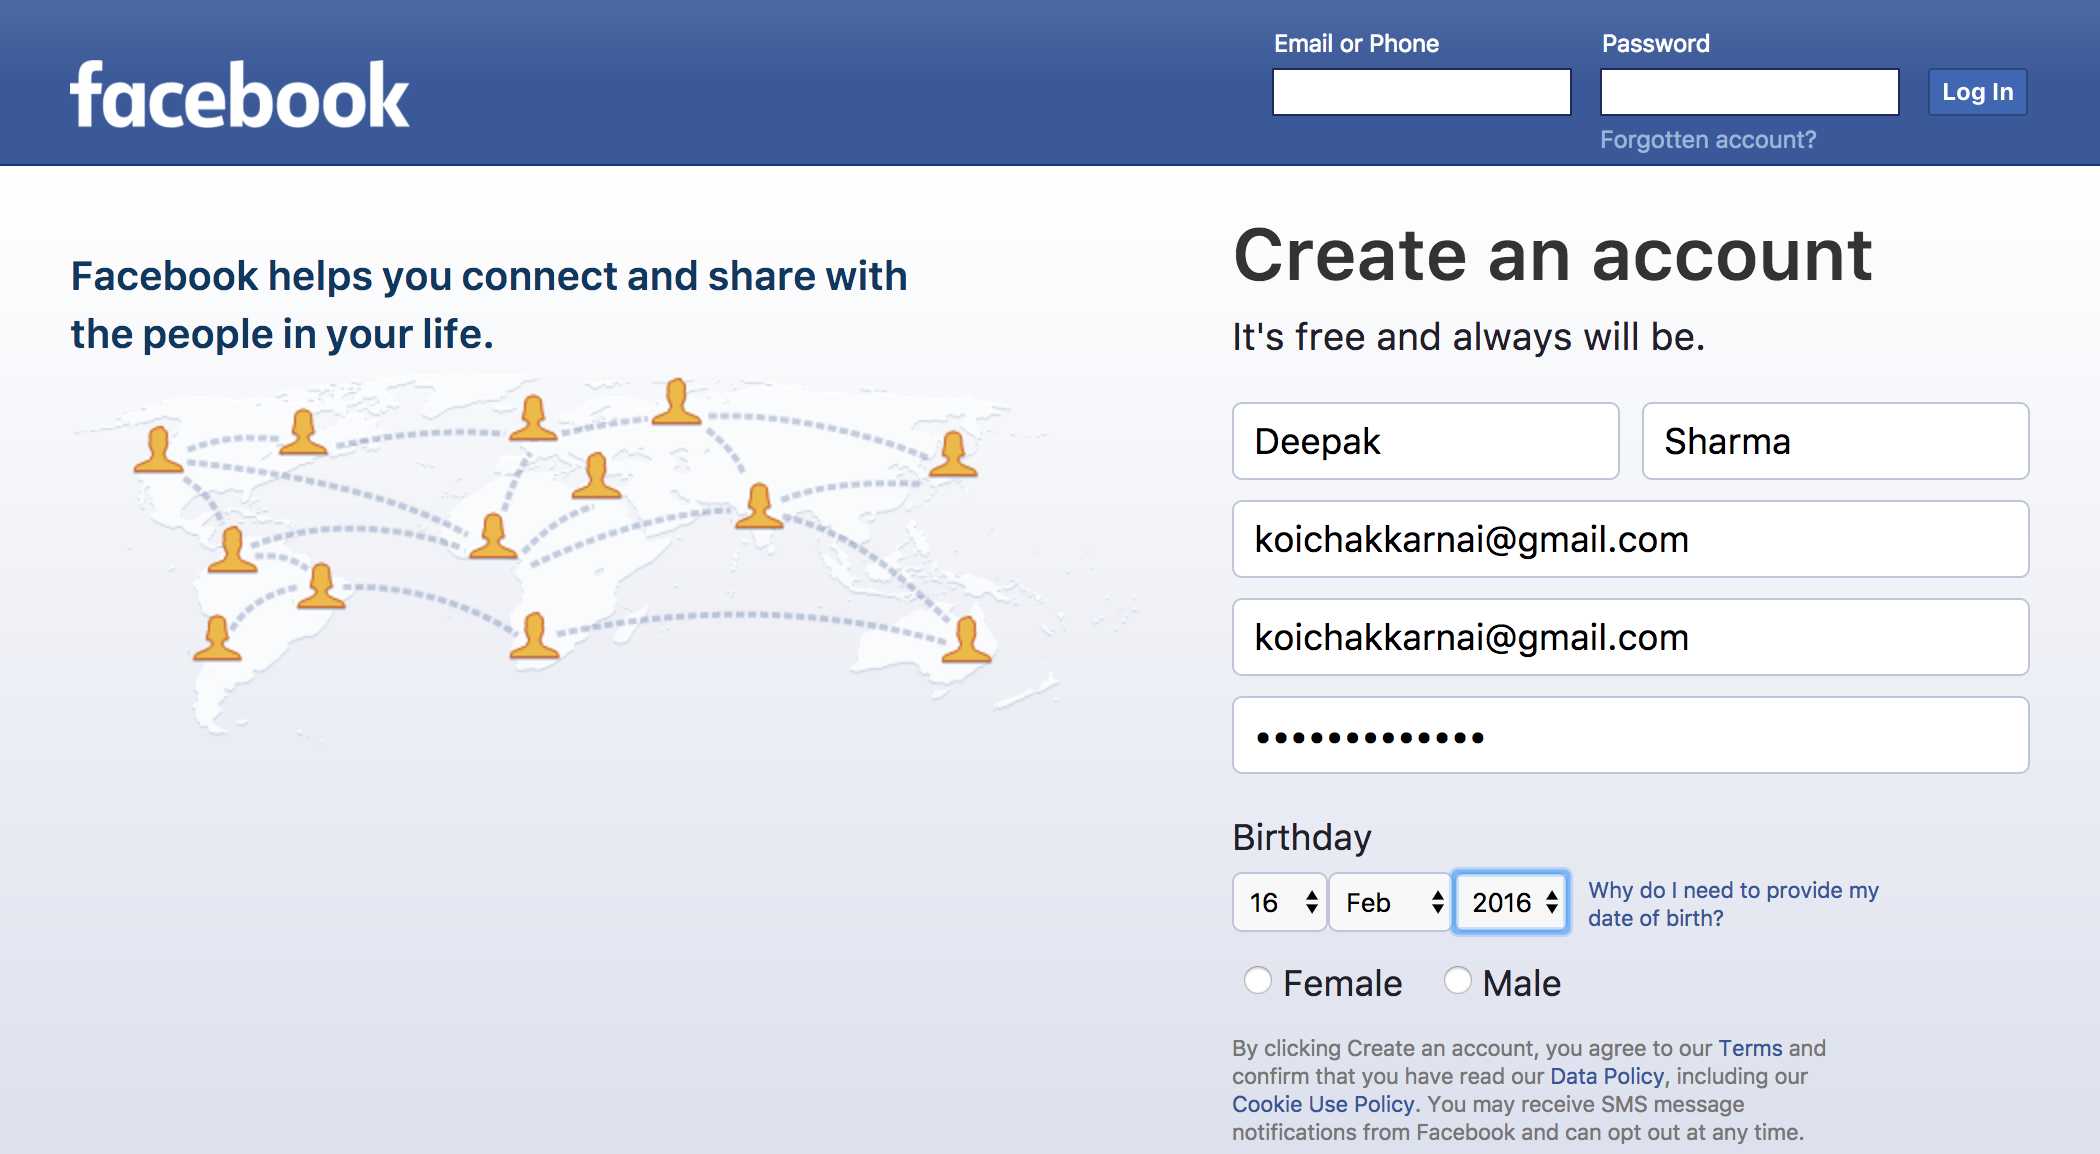 facebook
Email or Phone
Password
Log In
Forgotten account?
Facebook helps you connect and share with
the people in your life.
Create an account
It's free and always will be.
Deepak
Sharma
koichakkarnai@gmail.com
koichakkarnai@gmail.com
•••••••••••••
Birthday
16
Feb
2016
Why do I need to provide my
date of birth?
Female
Male
By clicking Create an account, you agree to our Terms and
confirm that you have read our Data Policy, including our
Cookie Use Policy. You may receive SMS message
notifications from Facebook and can opt out at any time.